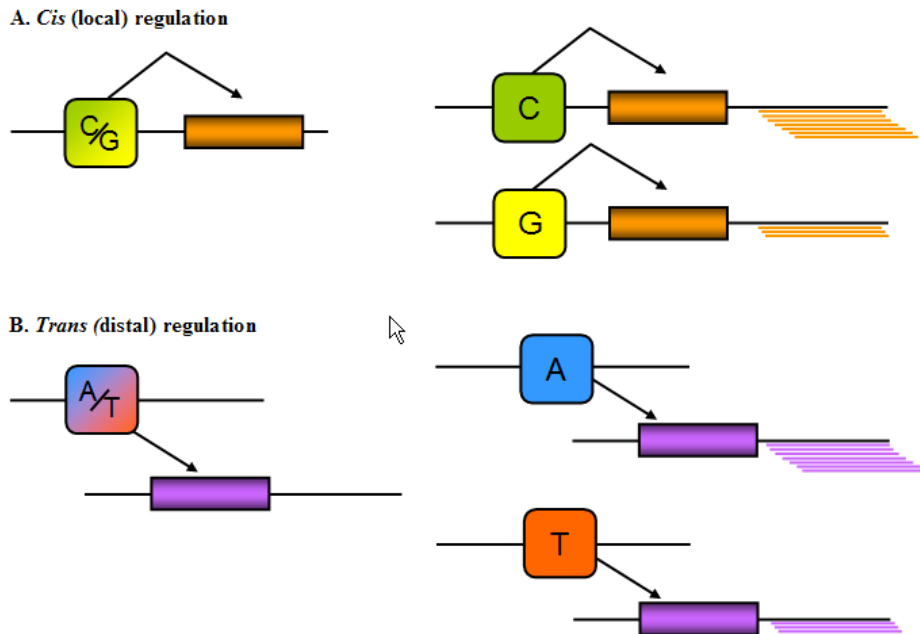 A. Cis (local) regulation
C/G
C
G
B. Trans (distal) regulation
A/T
A
T